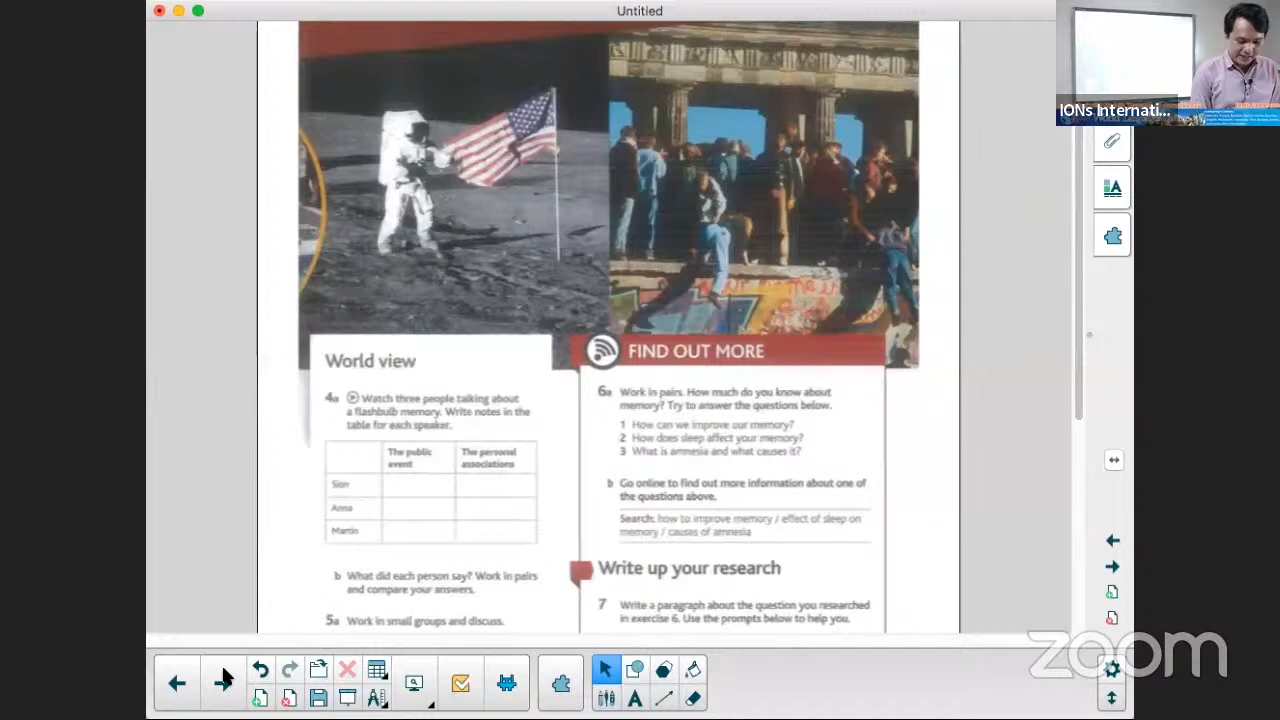 Untitled
IONs Internati...
World view
4a Watch three people talking about
a flashbulb memory. Write notes in the
table for each speaker.
The public
event
The personal
associations
Sion
Anna
Martin
b What did each person say? Work in pairs
and compare your answers.
5a Work in small groups and discuss.
FIND OUT MORE
6a Work in pairs. How much do you know about
memory? Try to answer the questions below.
1 How can we improve our memory?
2 How does sleep affect your memory?
3 What is amnesia and what causes it?
b Go online to find out more information about one of
the questions above.
Search: how to improve memory / effect of sleep on
memory / causes of amnesia
Write up your research
7 Write a paragraph about the question you researched
in exercise 6. Use the prompts below to help you.
zoom